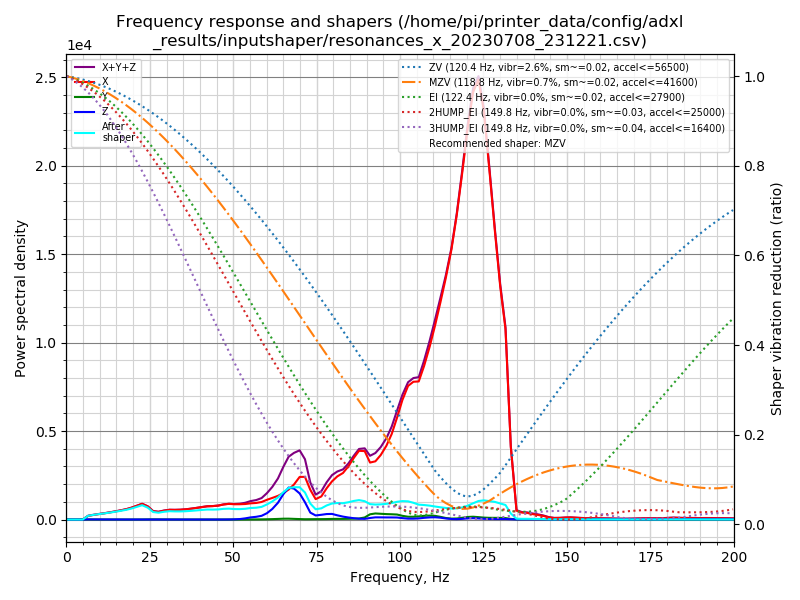 Frequency response and shapers (/home/pi/printer_data/config/adxl
_results/inputshaper/resonances_x_20230708_231221.csv)
1e4
X+Y+Z
X
Y
Z
After
shaper
ZV (120.4 Hz, vibr=2.6%, sm~=0.02, accel<=56500)
MZV (118.8 Hz, vibr=0.7%, sm~=0.02, accel<=41600)
EI (122.4 Hz, vibr=0.0%, sm~=0.02, accel<=27900)
2HUMP_EI (149.8 Hz, vibr=0.0%, sm~=0.03, accel<=25000)
3HUMP_EI (149.8 Hz, vibr=0.0%, sm~=0.04, accel<=16400)
Recommended shaper: MZV
2.5
2.0
1.5
1.0
0.5
0.0
Power spectral density
1.0
0.8
0.6
0.4
0.2
0.0
Shaper vibration reduction (ratio)
0 25 50 75 100 125 150 175 200
Frequency, Hz